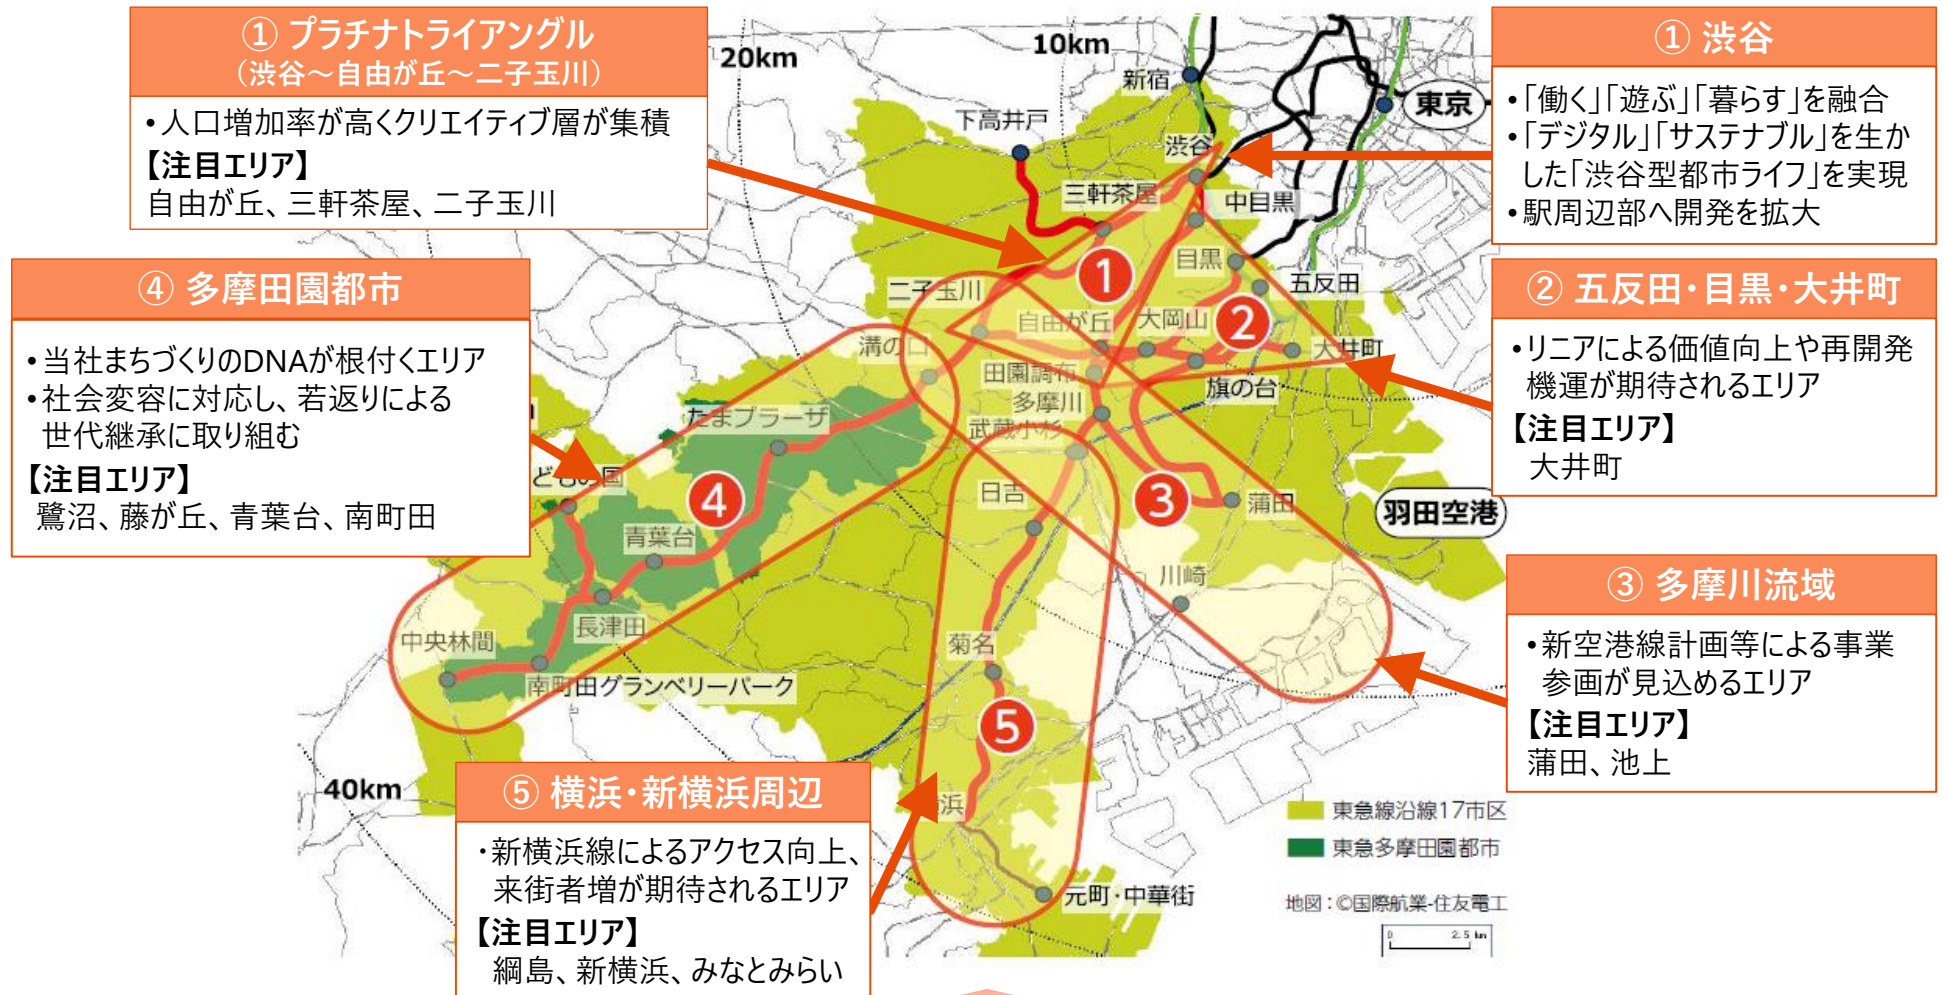 ① プラチナトライアングル
（渋谷～自由が丘～二子玉川）
•人口増加率が高くクリエイティブ層が集積
【注目エリア】
自由が丘、三軒茶屋、二子玉川
① 渋谷
•「働く」「遊ぶ」「暮らす」を融合
•「デジタル」「サステナブル」を生か
した「渋谷型都市ライフ」を実現
•駅周辺部へ開発を拡大
④ 多摩田園都市
•当社まちづくりのDNAが根付くエリア
•社会変容に対応し、若返りによる
世代継承に取り組む
【注目エリア】
鷺沼、藤が丘、青葉台、南町田
② 五反田・目黒・大井町
•リニアによる価値向上や再開発
機運が期待されるエリア
【注目エリア】
大井町
③ 多摩川流域
•新空港線計画等による事業
参画が見込めるエリア
【注目エリア】
蒲田、池上
⑤ 横浜・新横浜周辺
・新横浜線によるアクセス向上、
来街者増が期待されるエリア
【注目エリア】
綱島、新横浜、みなとみらい
20km
10km
新宿
東京
下高井戸
渋谷
三軒茶屋
中目黒
目黒
五反田
1
二子玉川
自由が丘
大岡山
2
大井町
溝の口
田園調布
旗の台
多摩川
武蔵小杉
たまプラーザ
どもの国
4
日吉
3
蒲田
羽田空港
青葉台
川崎
長津田
中央林間
菊名
南町田グランベリーパーク
5
40km
浜
元町・中華街
東急線沿線17市区
東急多摩田園都市
地図：©国際航業-住友電工
0 2.5 km